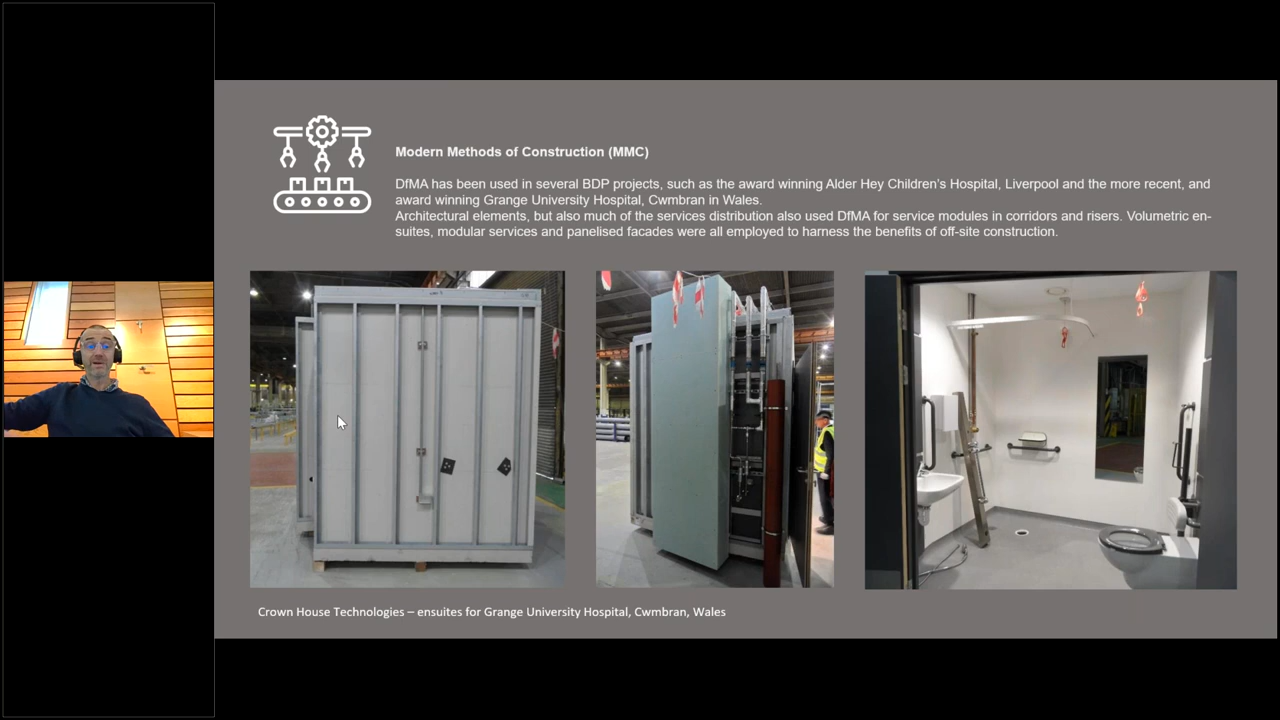 Modern Methods of Construction (MMC)
DfMA has been used in several BDP projects, such as the award winning Alder Hey Children's Hospital, Liverpool and the more recent, and
award winning Grange University Hospital, Cwmbran in Wales.
Architectural elements, but also much of the services distribution also used DfMA for service modules in corridors and risers. Volumetric en-
suites, modular services and panelised facades were all employed to harness the benefits of off-site construction.
Crown House Technologies – ensuites for Grange University Hospital, Cwmbran, Wales